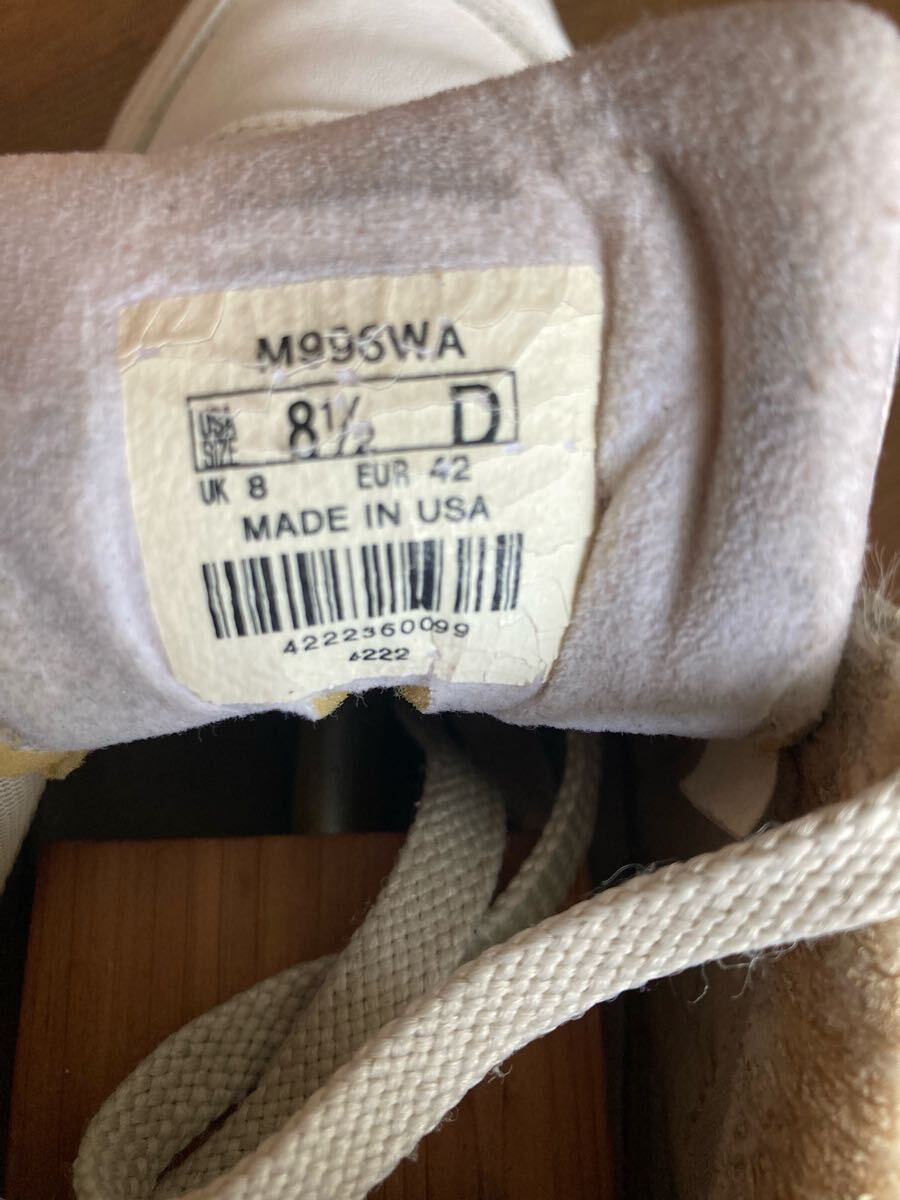 M996WA
USA SIZE 8½ D
UK 8 EUR 42
MADE IN USA
4222360099
4222